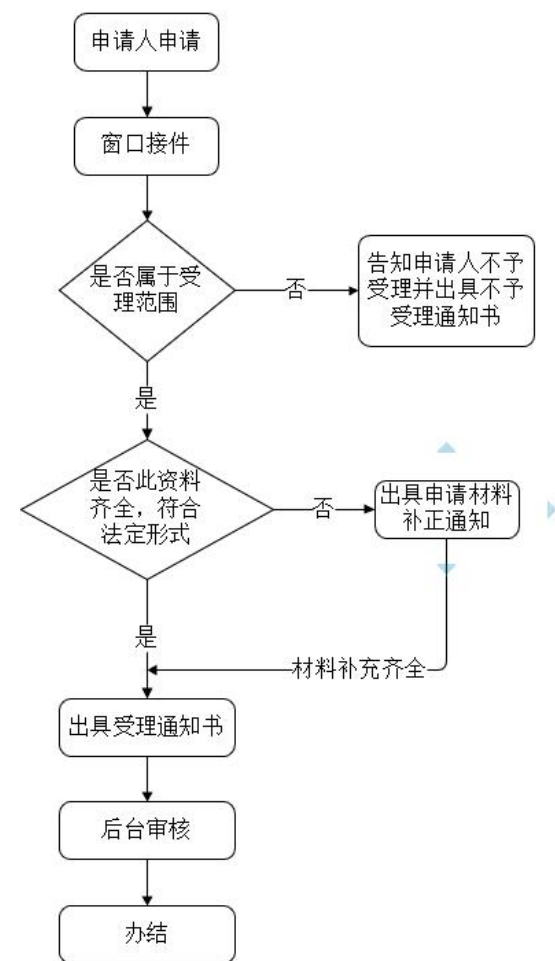 申请人申请
窗口接件
是否属于受
理范围
否
告知申请人不予
受理并出具不予
受理通知书
是
是否此资料
齐全，符合
法定形式
否
出具申请材料
补正通知
是
材料补充齐全
出具受理通知书
后台审核
办结